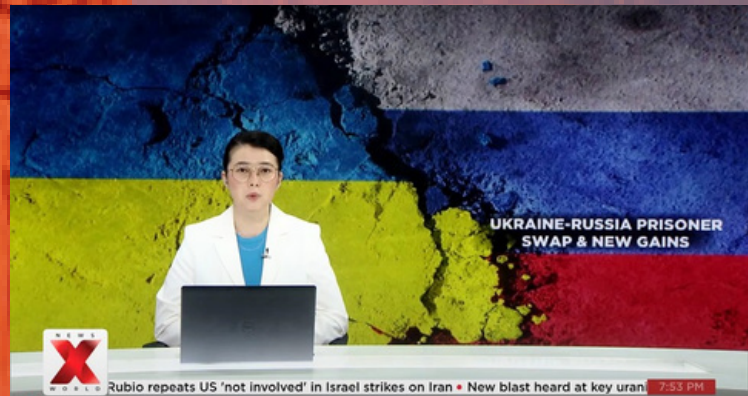 UKRAINE-RUSSIA PRISONER
SWAP & NEW GAINS
NEWS
X
WORLD
Rubio repeats US 'not involved' in Israel strikes on Iran • New blast heard at key urani
7:53 PM